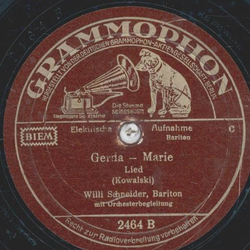 GRAMMOPHON
Die Stimme
seines Herrn
BIEM
Elektrische Aufnahme
Bariton
C
Gerda - Marie
Lied
(Kowalski)
Willi Schneider, Bariton
mit Orchesterbegleitung
2464 B
Recht zur Radioverbreitung vorbehalten